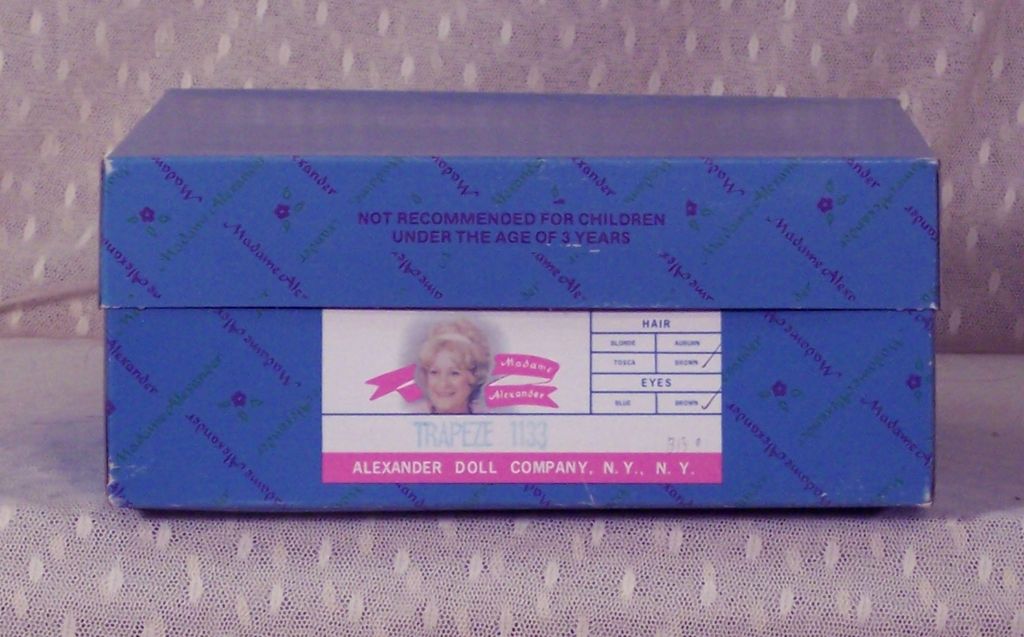 NOT RECOMMENDED FOR CHILDREN
UNDER THE AGE OF 3 YEARS
Madame
Alexander
HAIR
BLONDE AUBURN
TOSCA BROWN
EYES
BLUE BROWN
TRAPEZE 1133
ALEXANDER DOLL COMPANY, N.Y., N.Y.